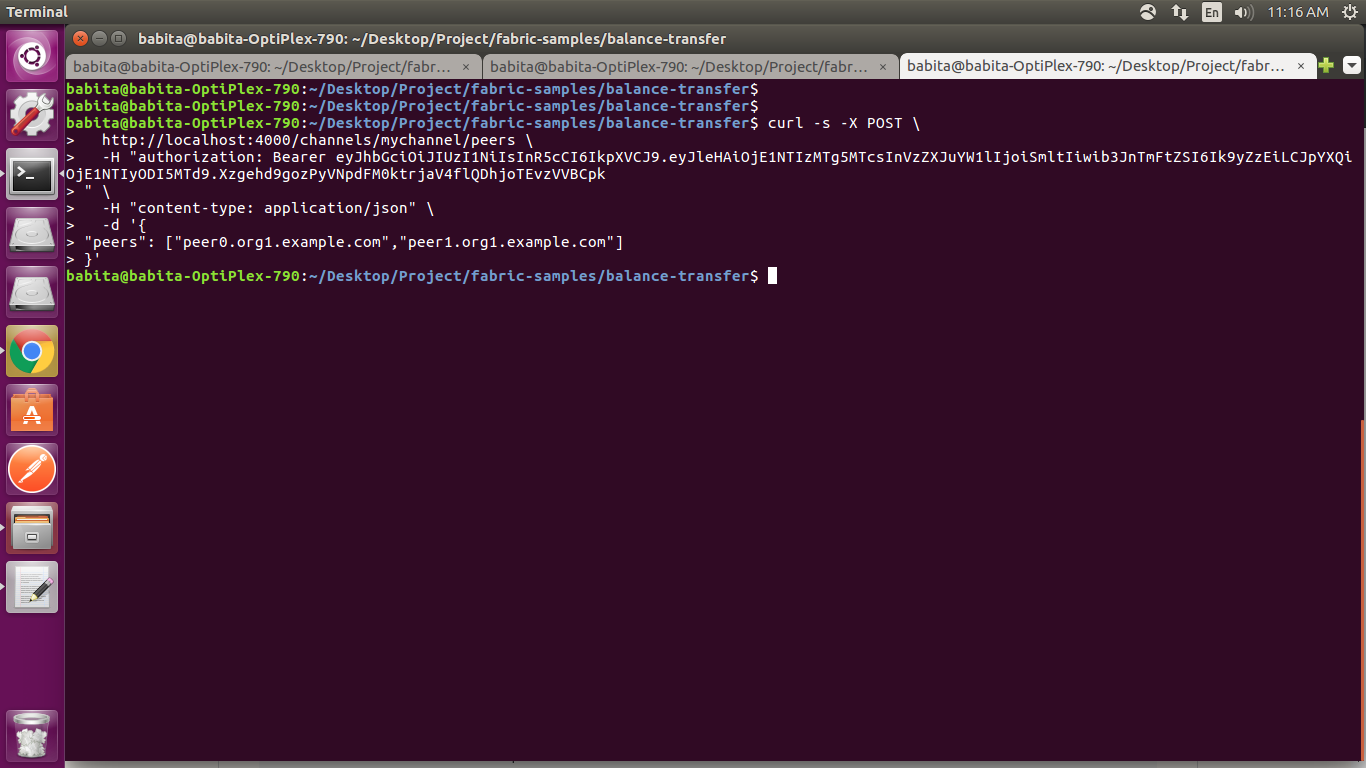 Terminal
En
11:16 AM
babita@babita-OptiPlex-790: ~/Desktop/Project/fabric-samples/balance-transfer
babita@babita-OptiPlex-790: ~/Desktop/Project/fabr… × babita@babita-OptiPlex-790: ~/Desktop/Project/fabr… × babita@babita-OptiPlex-790: ~/Desktop/Project/fabr… ×
babita@babita-OptiPlex-790:~/Desktop/Project/fabric-samples/balance-transfer$
babita@babita-OptiPlex-790:~/Desktop/Project/fabric-samples/balance-transfer$
babita@babita-OptiPlex-790:~/Desktop/Project/fabric-samples/balance-transfer$ curl -s -X POST \
>   http://localhost:4000/channels/mychannel/peers \
>   -H "authorization: Bearer eyJhbGciOiJIUzI1NiIsInR5cCI6IkpXVCJ9.eyJleHAiOjE1NTIzMTg5MTcsInVzZXJuYW1lIjoiSmltIiwib3JnTmFtZSI6Ik9yZzEiLCJpYXQi
OjE1NTIyODI5MTd9.Xzgehd9gozPyVNpdFM0ktrjaV4flQDhjoTEvzVVBCpk
> " \
>   -H "content-type: application/json" \
>   -d '{
> "peers": ["peer0.org1.example.com","peer1.org1.example.com"]
> }'
babita@babita-OptiPlex-790:~/Desktop/Project/fabric-samples/balance-transfer$